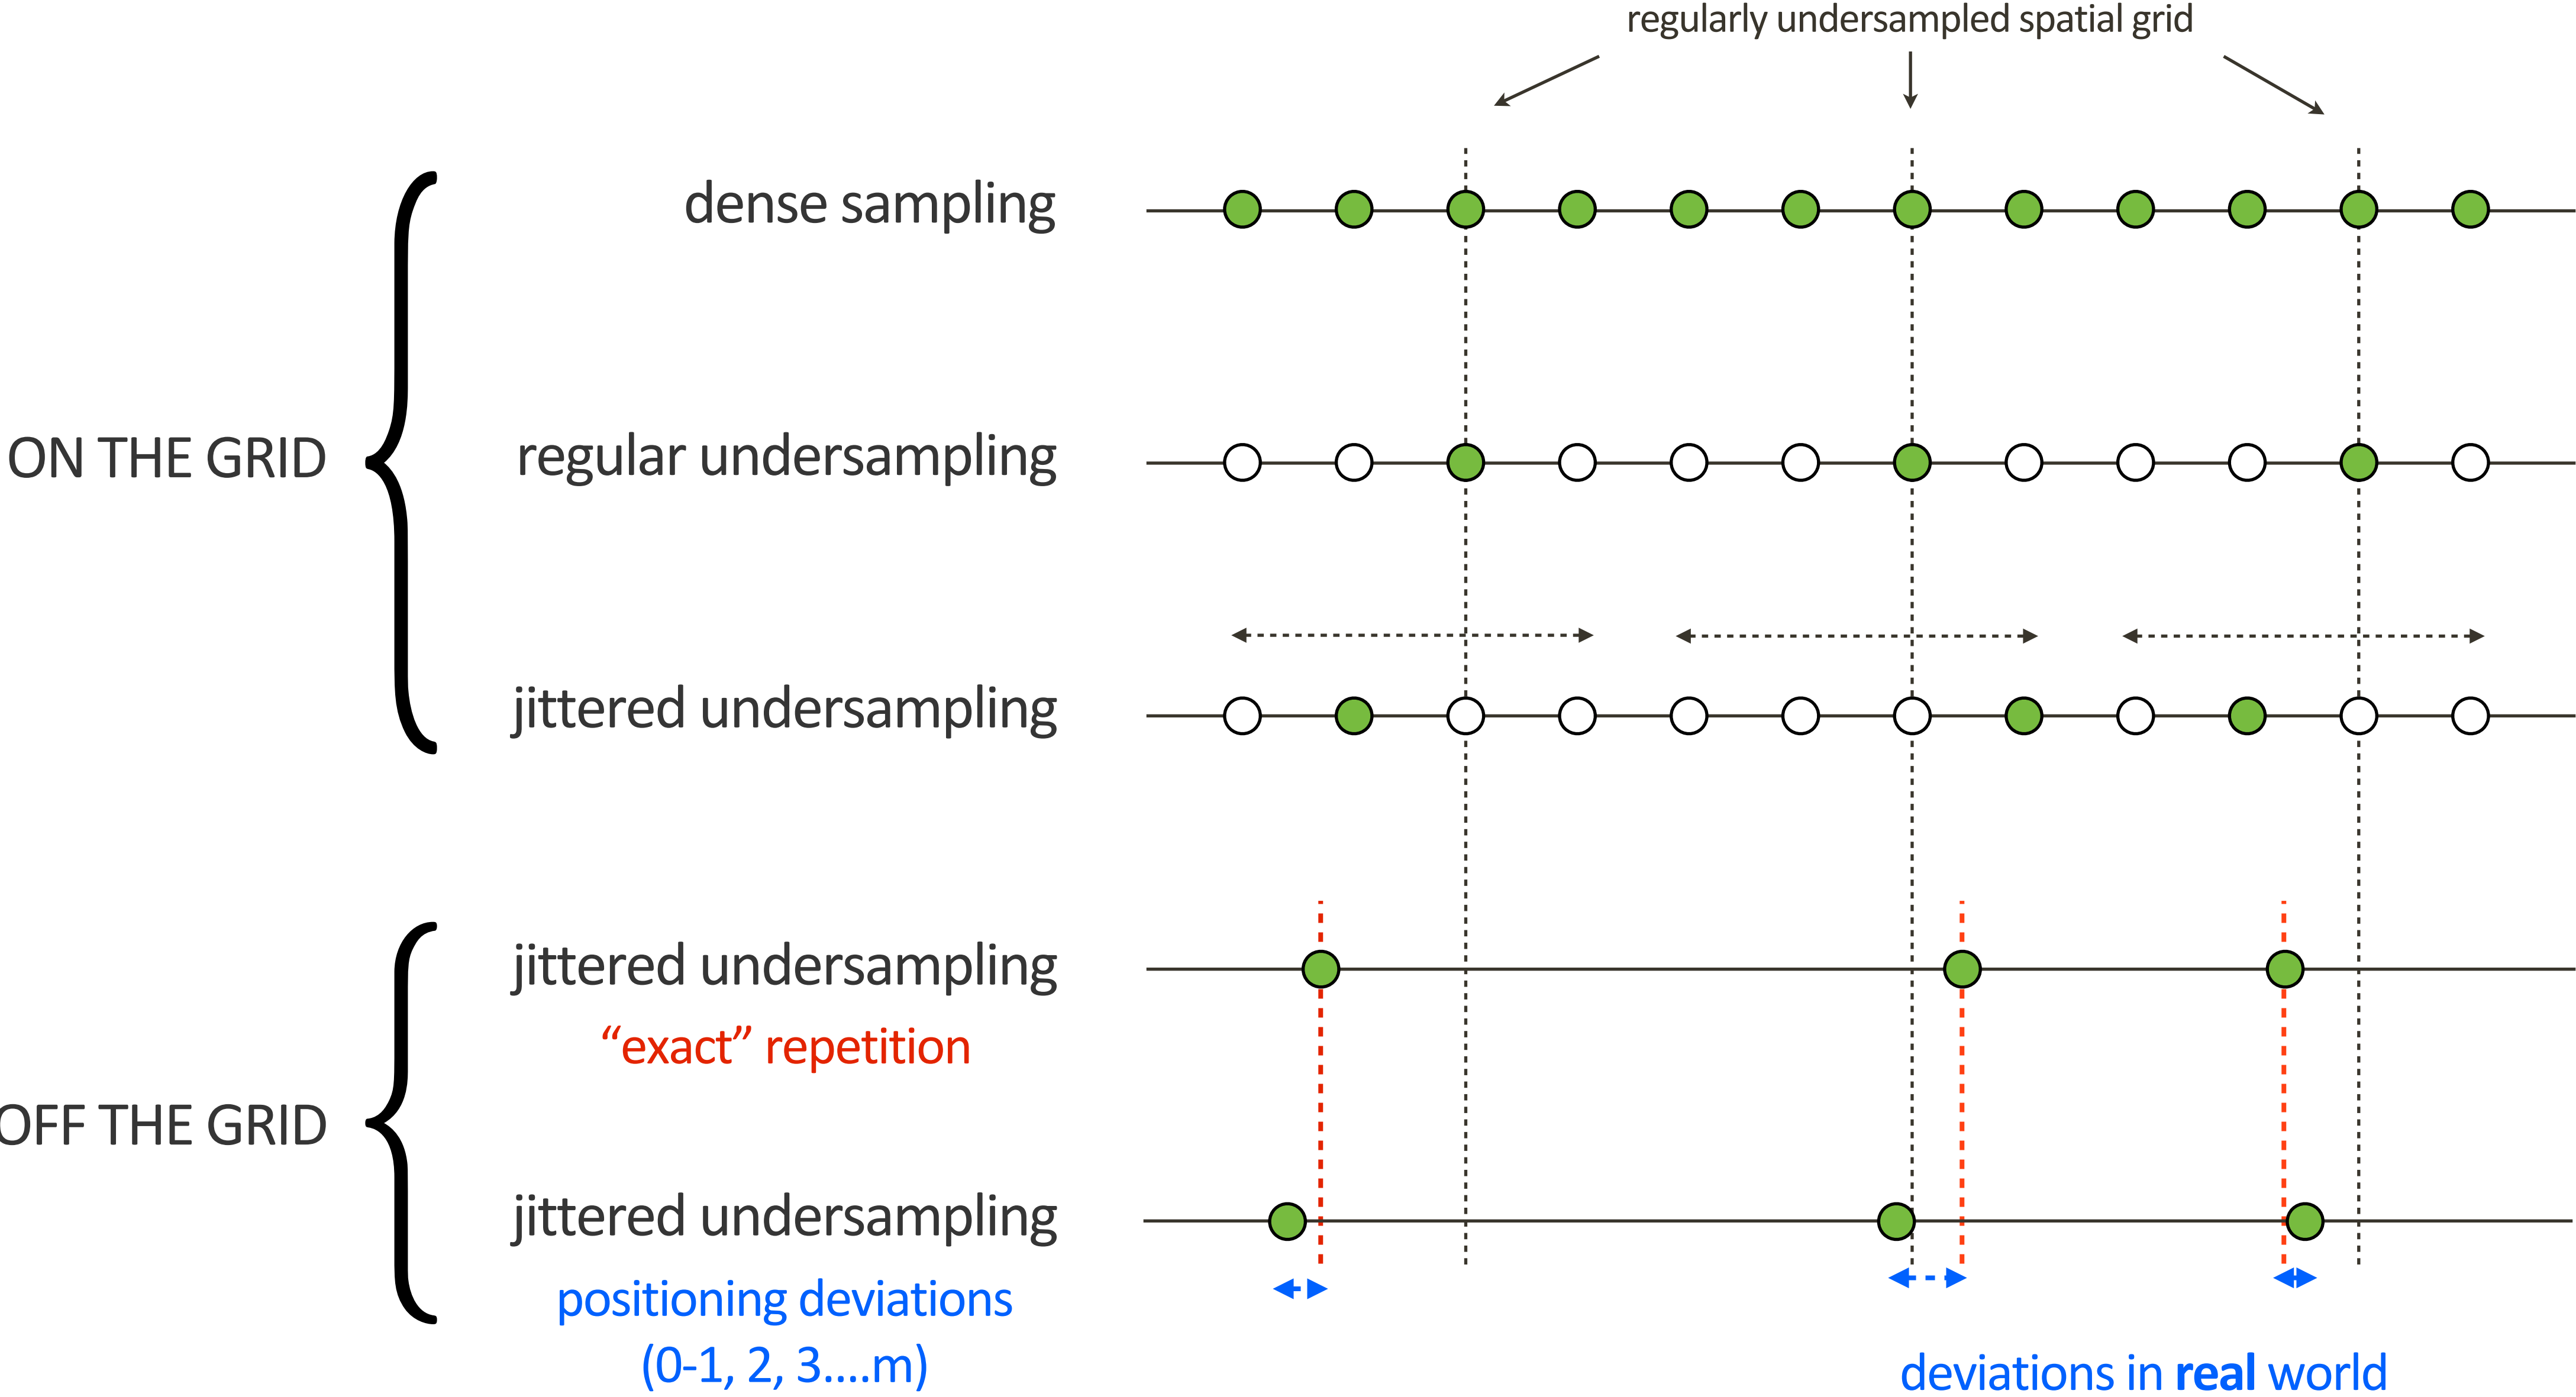 regularly undersampled spatial grid
dense sampling
ON THE GRID
regular undersampling
jittered undersampling
jittered undersampling
“exact” repetition
OFF THE GRID
jittered undersampling
positioning deviations
(0-1, 2, 3....m)
deviations in real world